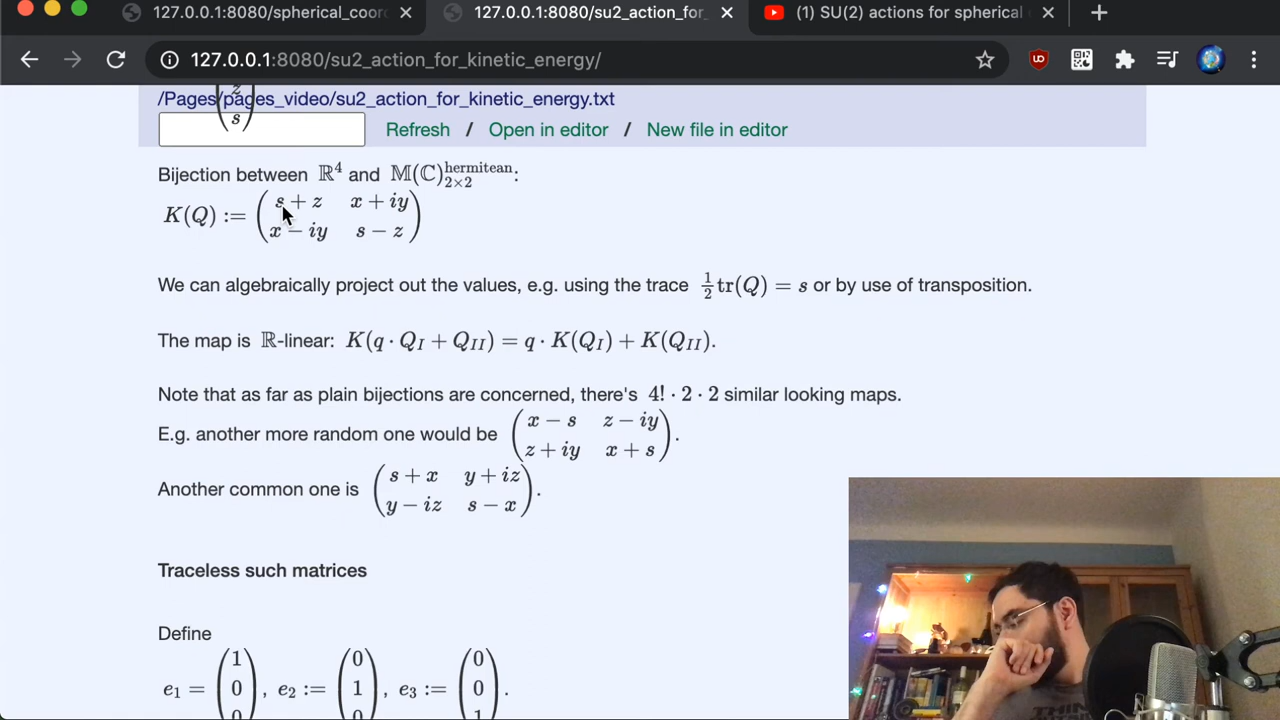 127.0.0.1:8080/spherical_coor
127.0.0.1:8080/su2_action_for_
(1) SU(2) actions for spherical
127.0.0.1:8080/su2_action_for_kinetic_energy/
/Pages/pages_video/su2_action_for_kinetic_energy.txt
z
s
Refresh / Open in editor / New file in editor
Bijection between ℝ⁴ and 𝕄(ℂ)^hermitean_2×2:
K(Q) := (s + z x + iy
x − iy s − z)
We can algebraically project out the values, e.g. using the trace ½tr(Q) = s or by use of transposition.
The map is ℝ-linear: K(q · Q_I + Q_II) = q · K(Q_I) + K(Q_II).
Note that as far as plain bijections are concerned, there's 4! · 2 · 2 similar looking maps.
E.g. another more random one would be (x − s z − iy
z + iy x + s).
Another common one is (s + x y + iz
y − iz s − x).
Traceless such matrices
Define
e₁ = (1 0 0), e₂ := (0 1 0), e₃ := (0 0 1).